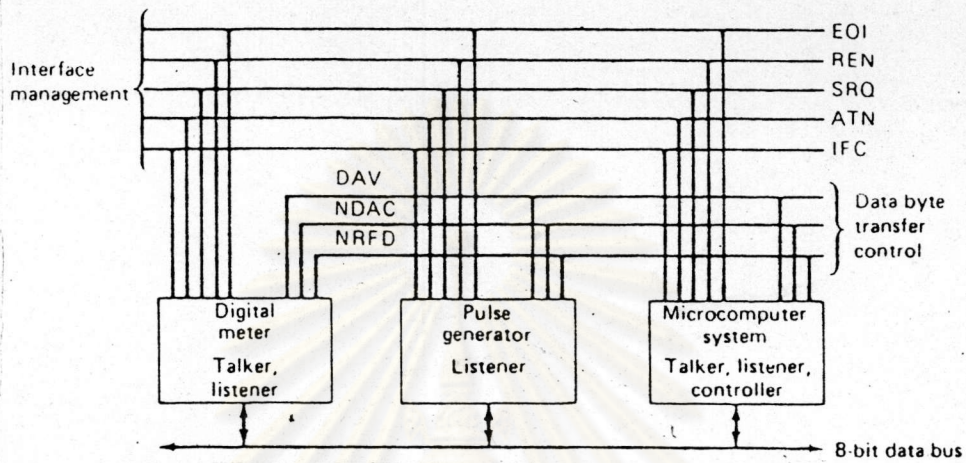 EOI
REN
Interface
management
SRQ
ATN
IFC
DAV
NDAC
NRFD
Data byte
transfer
control
Digital
meter
Talker,
listener
Pulse
generator
Listener
Microcomputer
system
Talker, listener,
controller
8-bit data bus